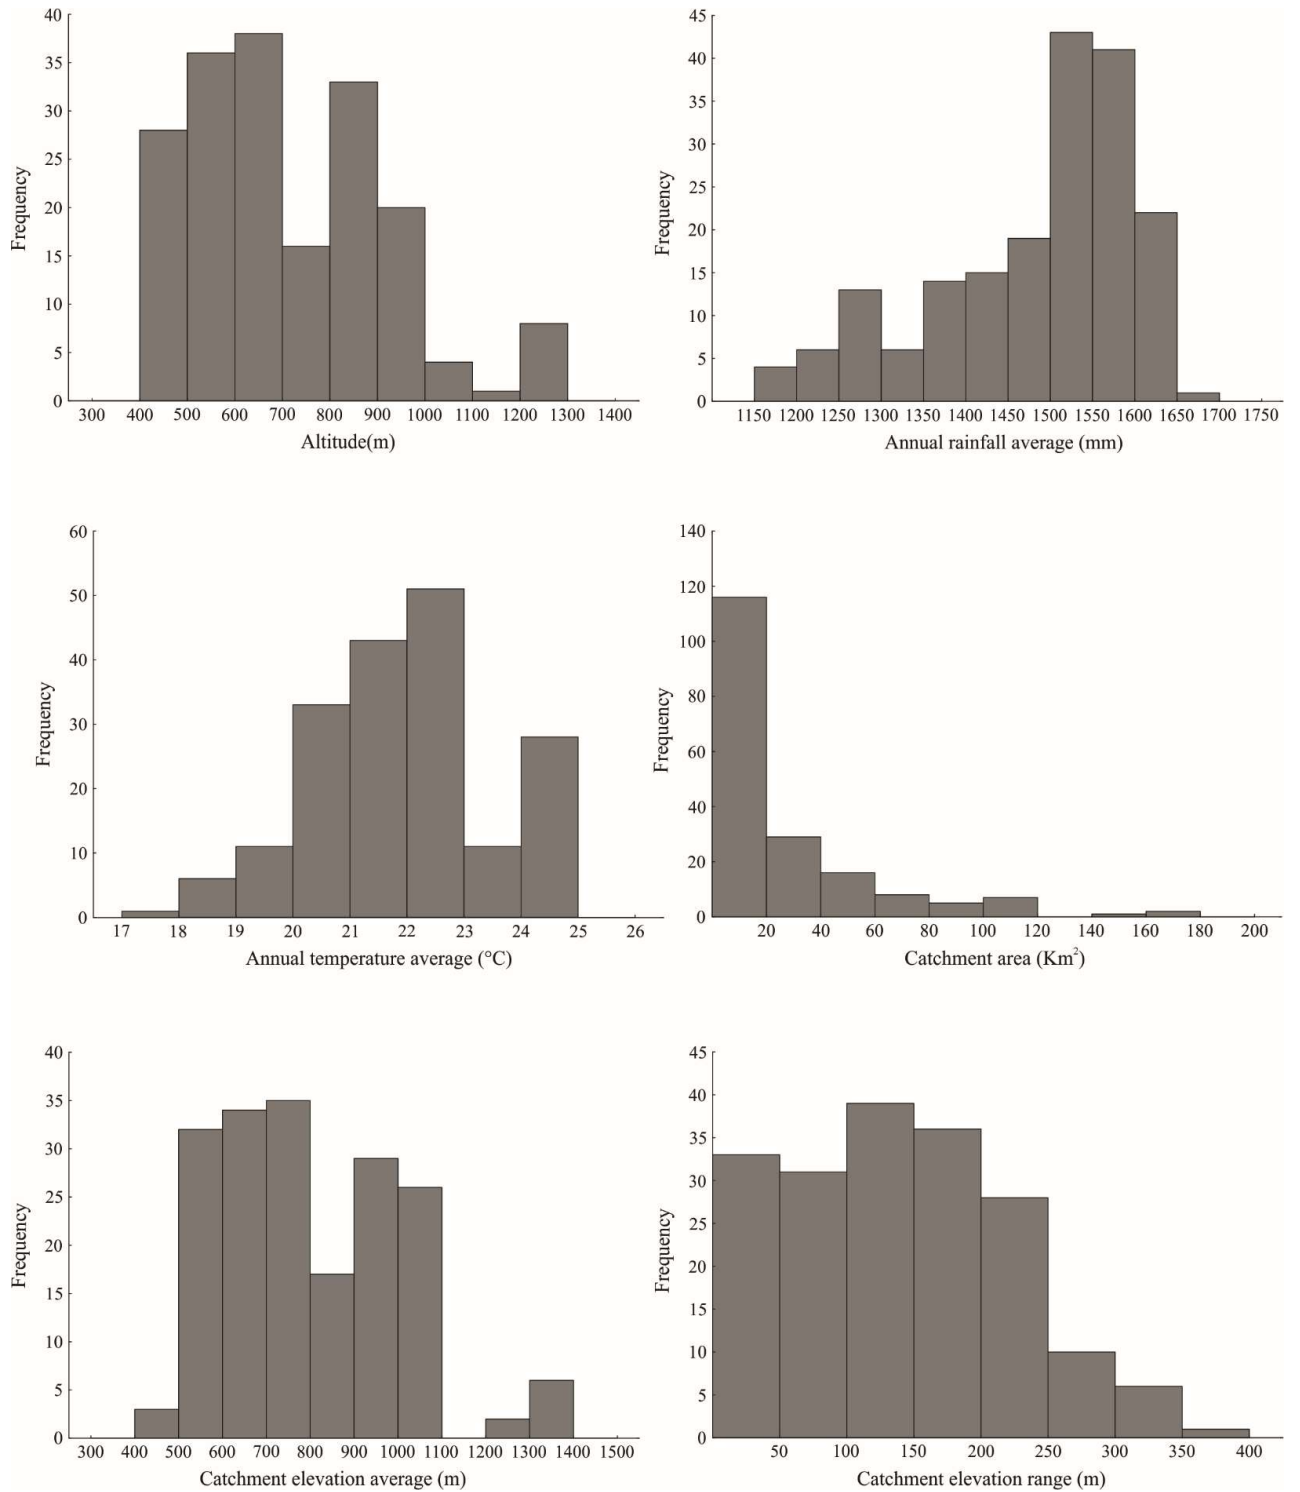 40
35
30
25
20
15
10
5
0
Frequency
300 400 500 600 700 800 900 1000 1100 1200 1300 1400
Altitude(m)
45
40
35
30
25
20
15
10
5
0
Frequency
1150 1200 1250 1300 1350 1400 1450 1500 1550 1600 1650 1700 1750
Annual rainfall average (mm)
60
50
40
30
20
10
0
Frequency
17 18 19 20 21 22 23 24 25 26
Annual temperature average (°C)
140
120
100
80
60
40
20
0
Frequency
20 40 60 80 100 120 140 160 180 200
Catchment area (Km²)
40
35
30
25
20
15
10
5
0
Frequency
300 400 500 600 700 800 900 1000 1100 1200 1300 1400 1500
Catchment elevation average (m)
45
40
35
30
25
20
15
10
5
0
Frequency
50 100 150 200 250 300 350 400
Catchment elevation range (m)